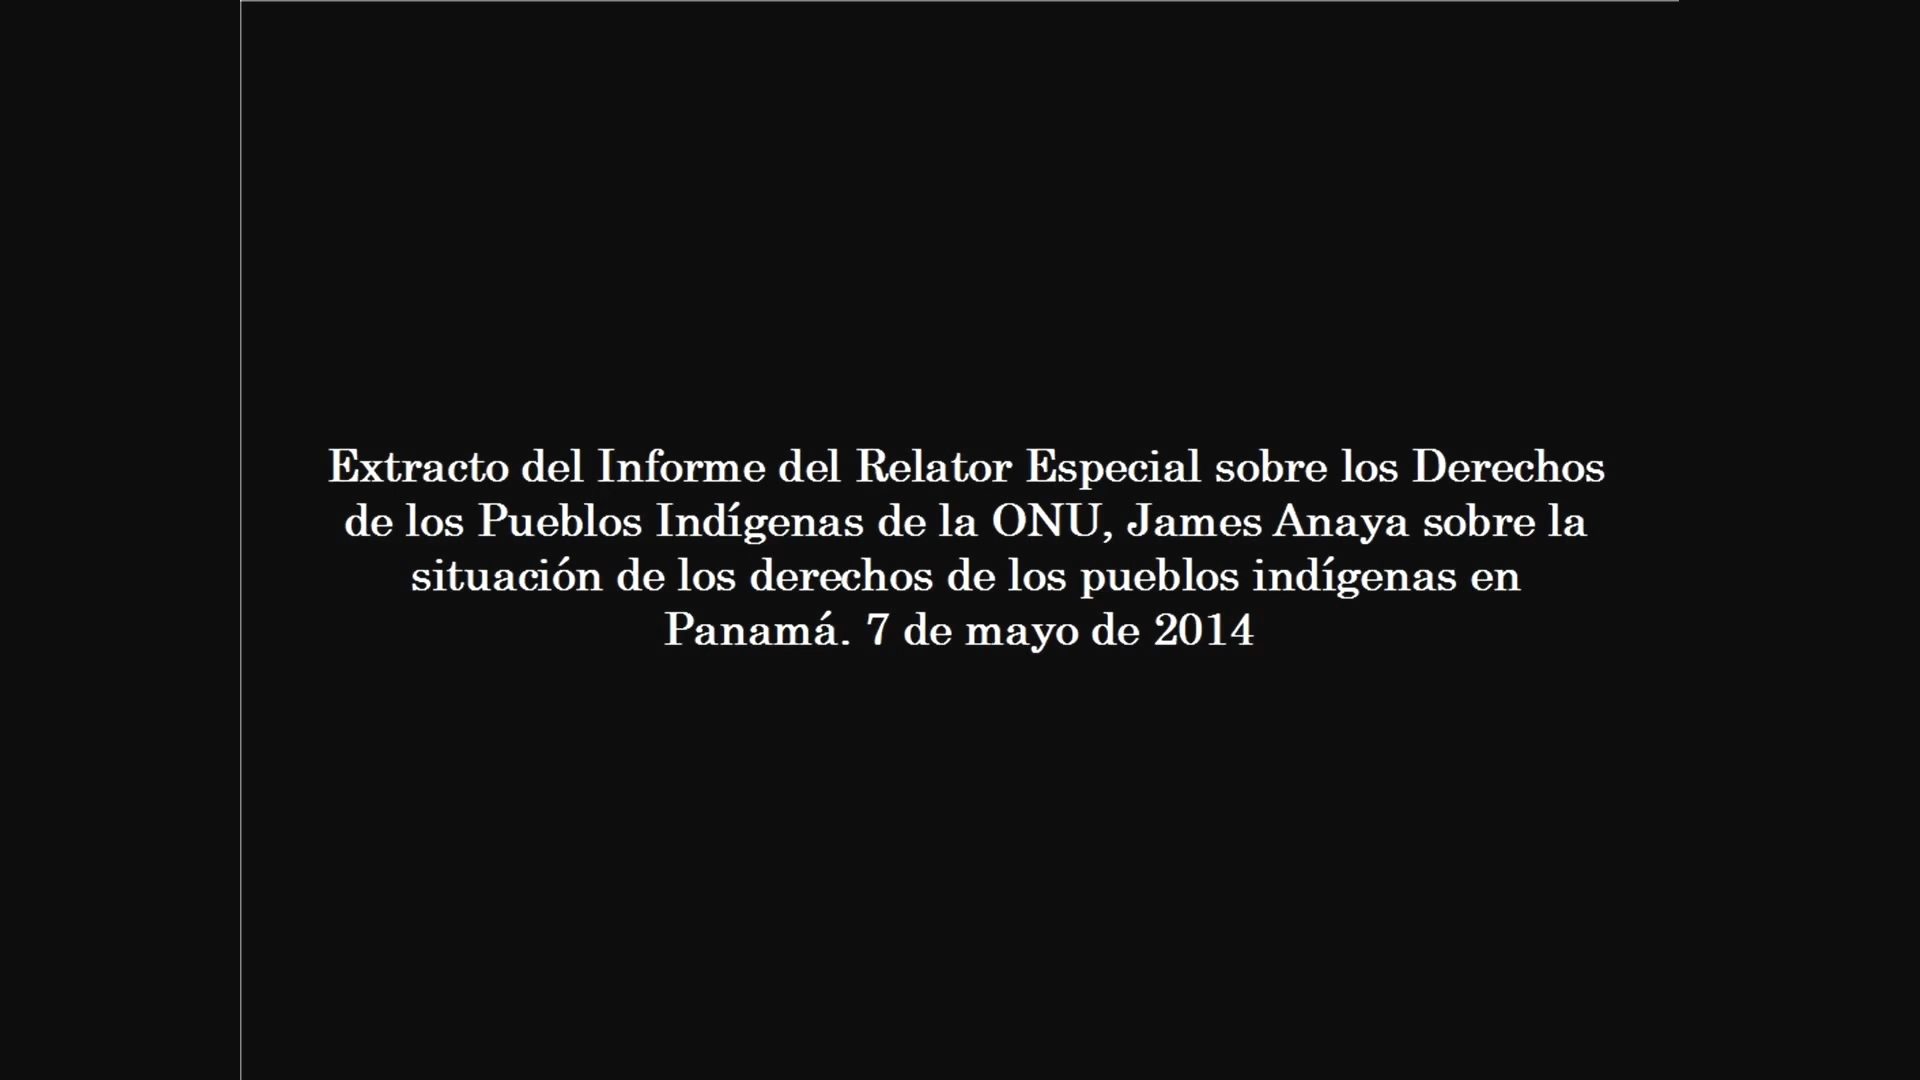 Extracto del Informe del Relator Especial sobre los Derechos
de los Pueblos Indígenas de la ONU, James Anaya sobre la
situación de los derechos de los pueblos indígenas en
Panamá. 7 de mayo de 2014